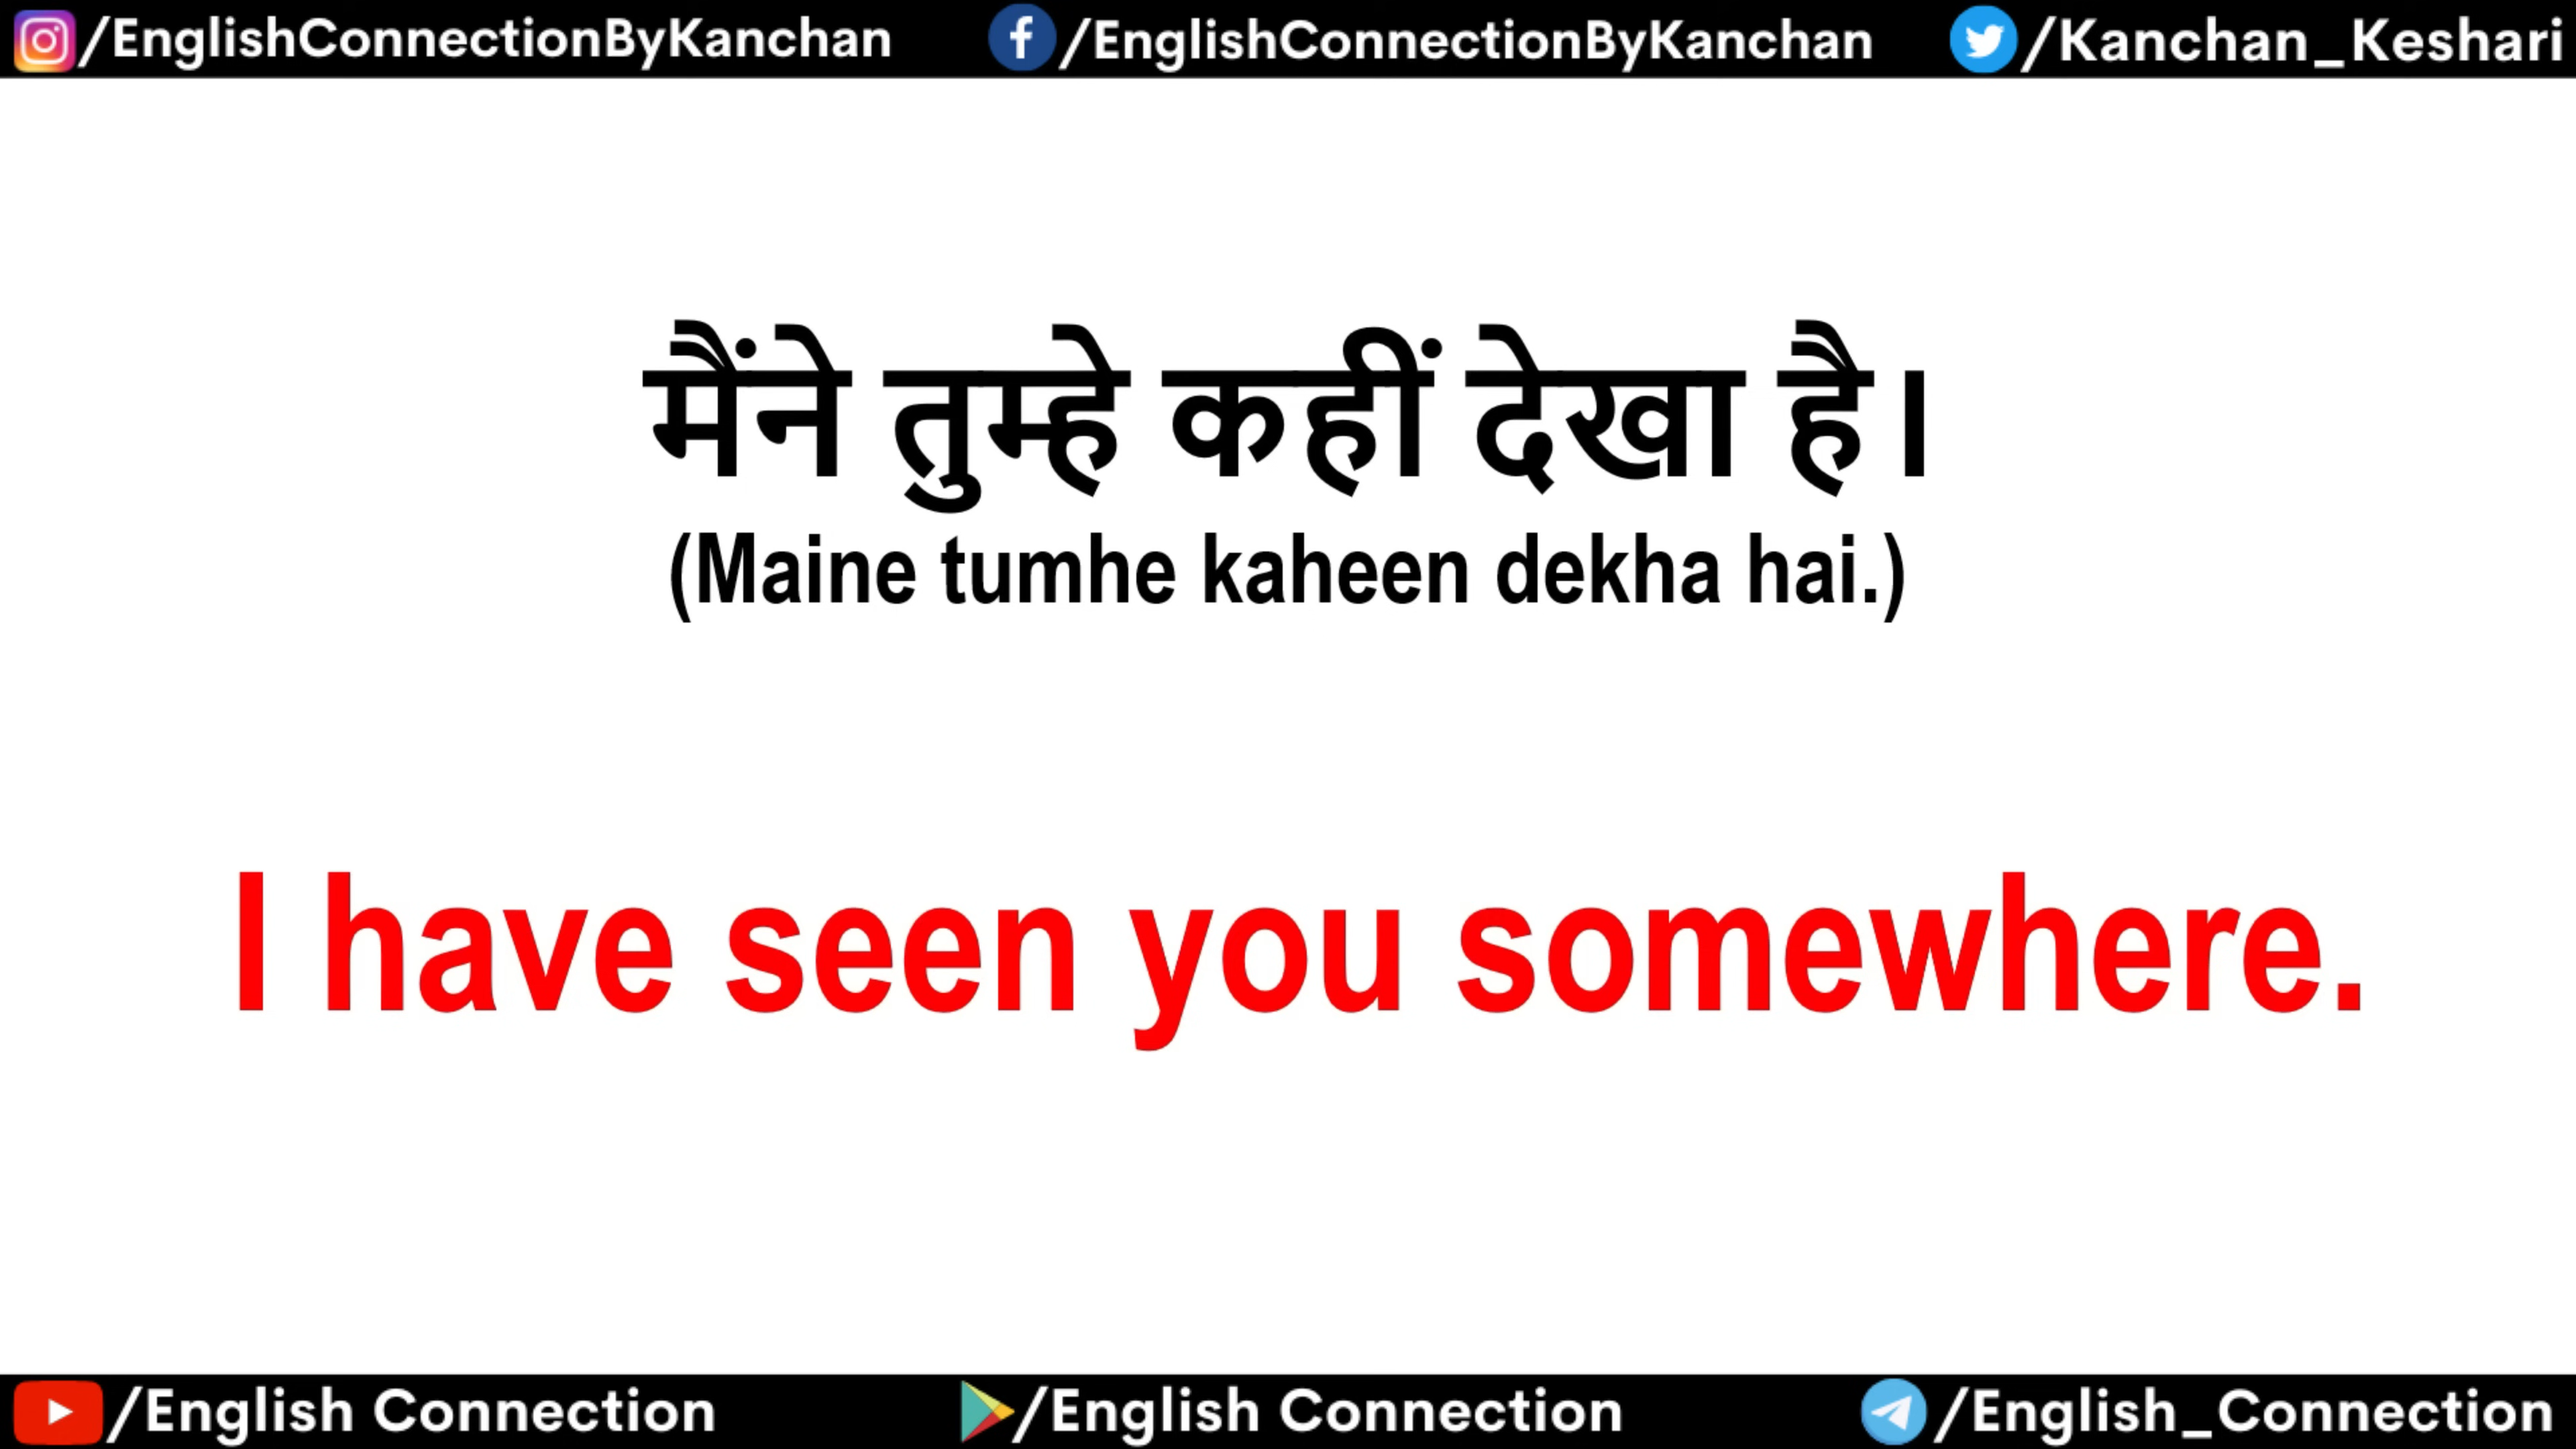 /EnglishConnectionByKanchan
/EnglishConnectionByKanchan
/Kanchan_Keshari
मैंने तुम्हे कहीं देखा है।
(Maine tumhe kaheen dekha hai.)
I have seen you somewhere.
/English Connection
/English Connection
/English_Connection